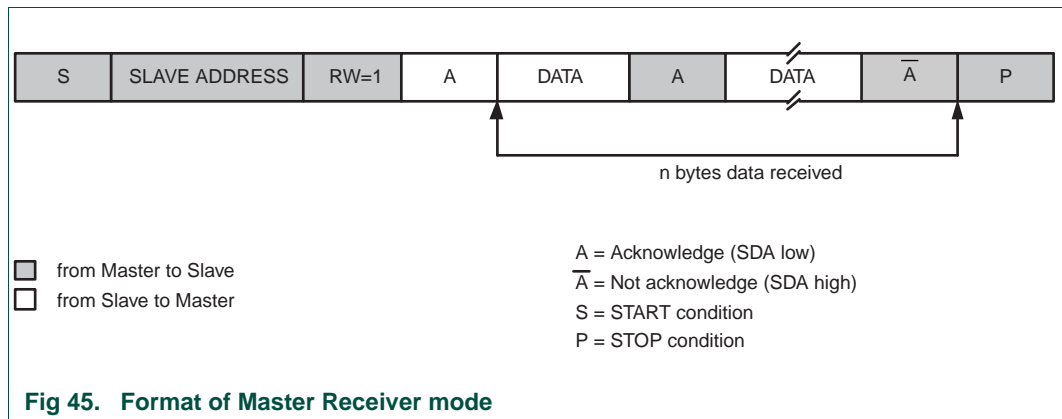 S SLAVE ADDRESS RW=1 A DATA A DATA A̅ P
n bytes data received
from Master to Slave
from Slave to Master
A = Acknowledge (SDA low)
A̅ = Not acknowledge (SDA high)
S = START condition
P = STOP condition
Fig 45. Format of Master Receiver mode